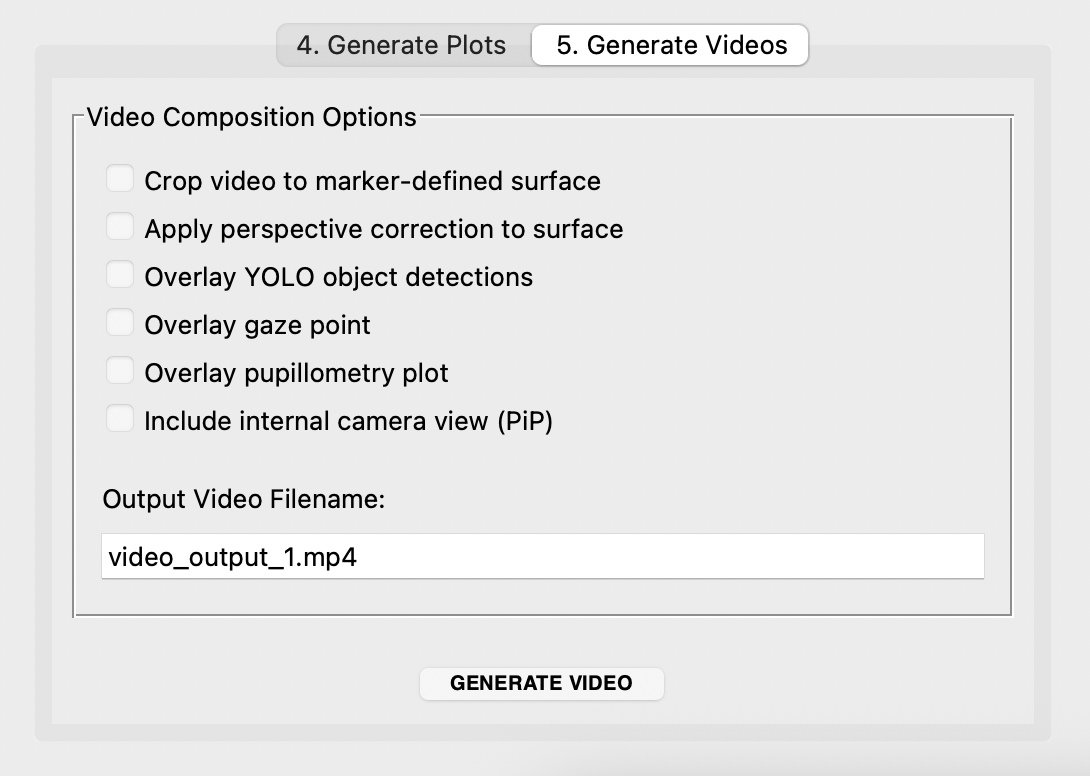 4. Generate Plots
5. Generate Videos
Video Composition Options
Crop video to marker-defined surface
Apply perspective correction to surface
Overlay YOLO object detections
Overlay gaze point
Overlay pupillometry plot
Include internal camera view (PiP)
Output Video Filename:
video_output_1.mp4
GENERATE VIDEO